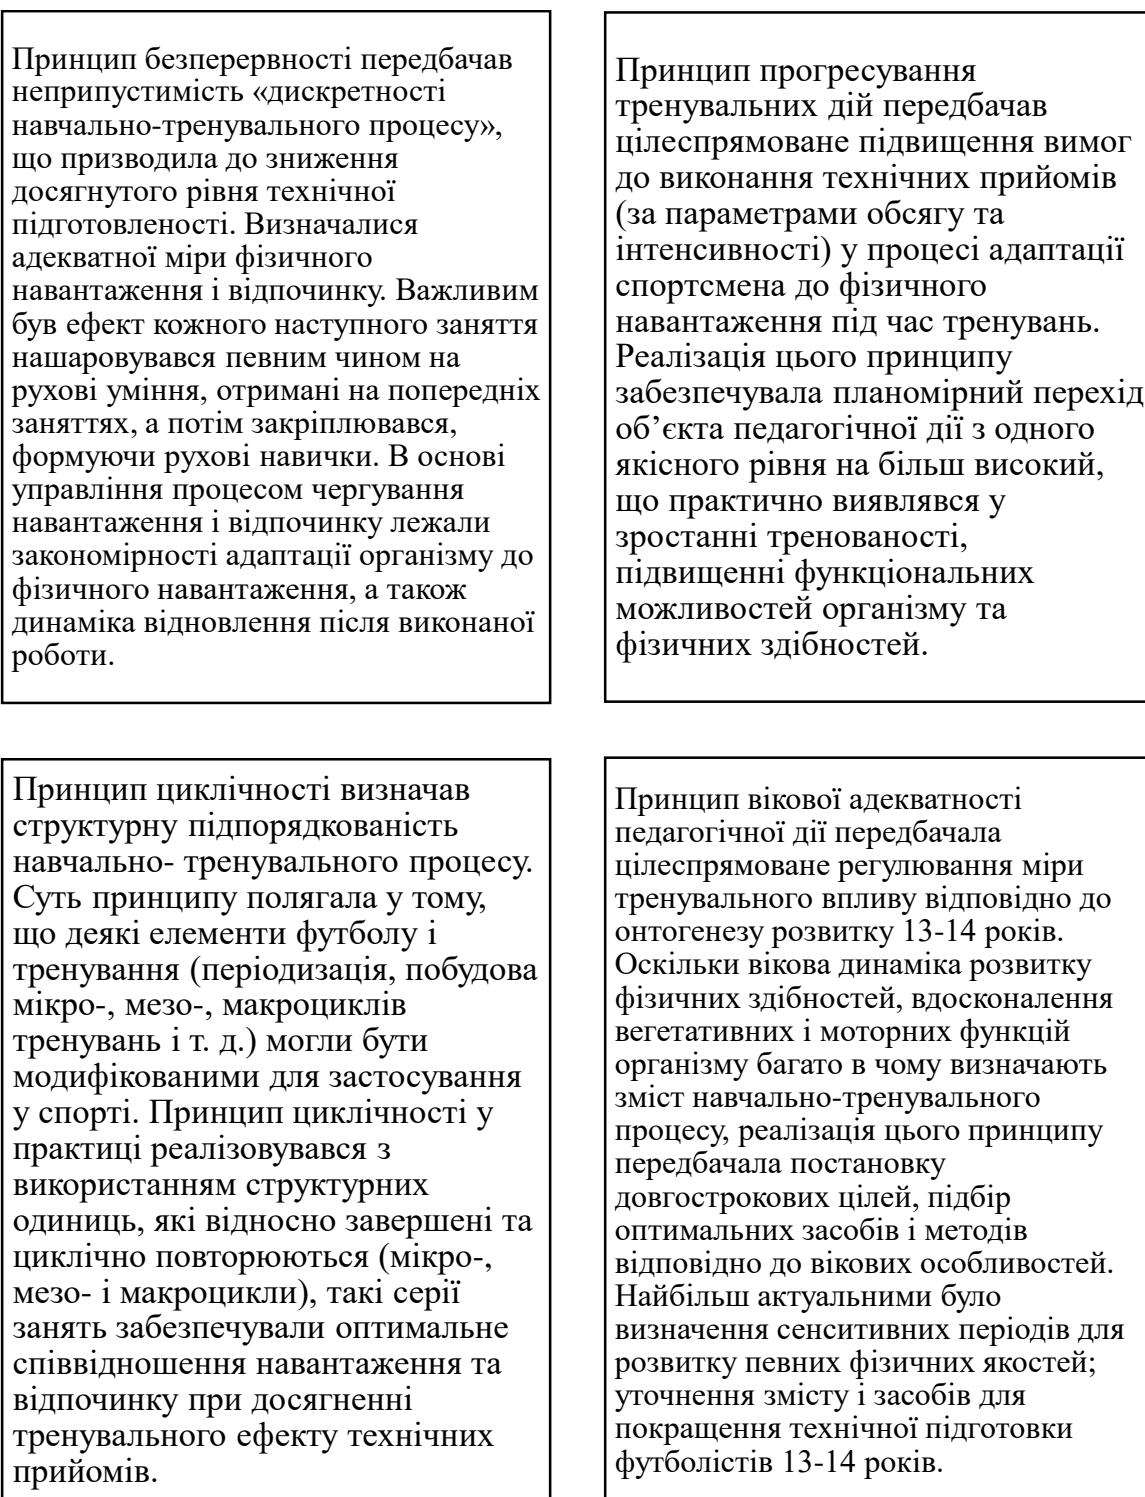 Принцип безперервності передбачав
неприпустимість «дискретності
навчально-тренувального процесу»,
що призводила до зниження
досягнутого рівня технічної
підготовленості. Визначалися
адекватної міри фізичного
навантаження і відпочинку. Важливим
був ефект кожного наступного заняття
нашаровувався певним чином на
рухові уміння, отримані на попередніх
заняттях, а потім закріплювався,
формуючи рухові навички. В основі
управління процесом чергування
навантаження і відпочинку лежали
закономірності адаптації організму до
фізичного навантаження, а також
динаміка відновлення після виконаної
роботи.
Принцип прогресування
тренувальних дій передбачав
цілеспрямоване підвищення вимог
до виконання технічних прийомів
(за параметрами обсягу та
інтенсивності) у процесі адаптації
спортсмена до фізичного
навантаження під час тренувань.
Реалізація цього принципу
забезпечувала планомірний перехід
об’єкта педагогічної дії з одного
якісного рівня на більш високий,
що практично виявлявся у
зростанні тренованості,
підвищенні функціональних
можливостей організму та
фізичних здібностей.
Принцип циклічності визначав
структурну підпорядкованість
навчально- тренувального процесу.
Суть принципу полягала у тому,
що деякі елементи футболу і
тренування (періодизація, побудова
мікро-, мезо-, макроциклів
тренувань і т. д.) могли бути
модифікованими для застосування
у спорті. Принцип циклічності у
практиці реалізовувався з
використанням структурних
одиниць, які відносно завершені та
циклічно повторюються (мікро-,
мезо- і макроцикли), такі серії
занять забезпечували оптимальне
співвідношення навантаження та
відпочинку при досягненні
тренувального ефекту технічних
прийомів.
Принцип вікової адекватності
педагогічної дії передбачала
цілеспрямоване регулювання міри
тренувального впливу відповідно до
онтогенезу розвитку 13-14 років.
Оскільки вікова динаміка розвитку
фізичних здібностей, вдосконалення
вегетативних і моторних функцій
організму багато в чому визначають
зміст навчально-тренувального
процесу, реалізація цього принципу
передбачала постановку
довгострокових цілей, підбір
оптимальних засобів і методів
відповідно до вікових особливостей.
Найбільш актуальними було
визначення сенситивних періодів для
розвитку певних фізичних якостей;
уточнення змісту і засобів для
покращення технічної підготовки
футболістів 13-14 років.